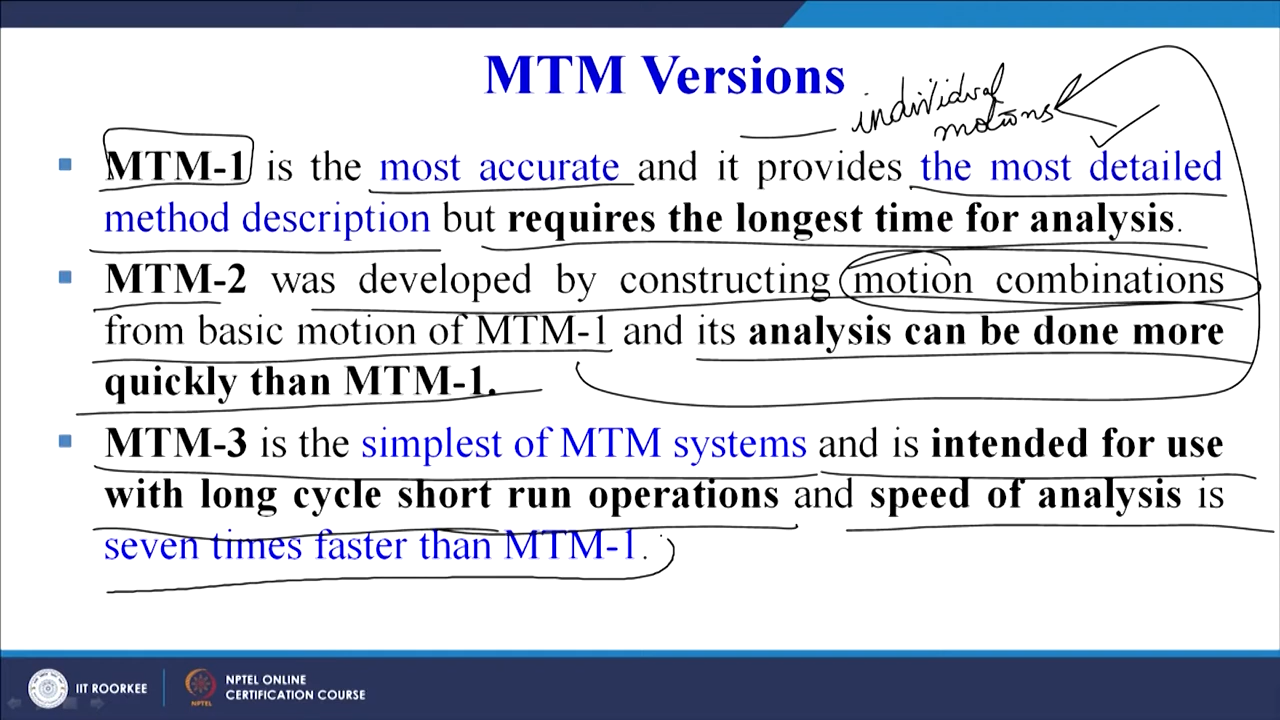 MTM Versions
individual
motions
MTM-1 is the most accurate and it provides the most detailed
method description but requires the longest time for analysis.
MTM-2 was developed by constructing motion combinations
from basic motion of MTM-1 and its analysis can be done more
quickly than MTM-1.
MTM-3 is the simplest of MTM systems and is intended for use
with long cycle short run operations and speed of analysis is
seven times faster than MTM-1.
IIT ROORKEE
NPTEL ONLINE
CERTIFICATION COURSE
NPTEL